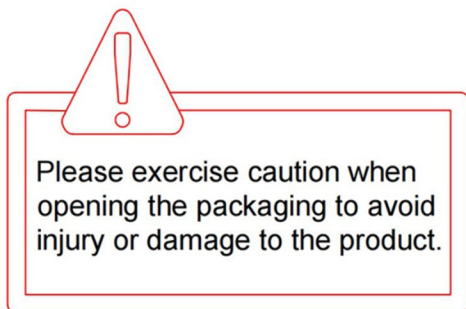 Please exercise caution when
opening the packaging to avoid
injury or damage to the product.